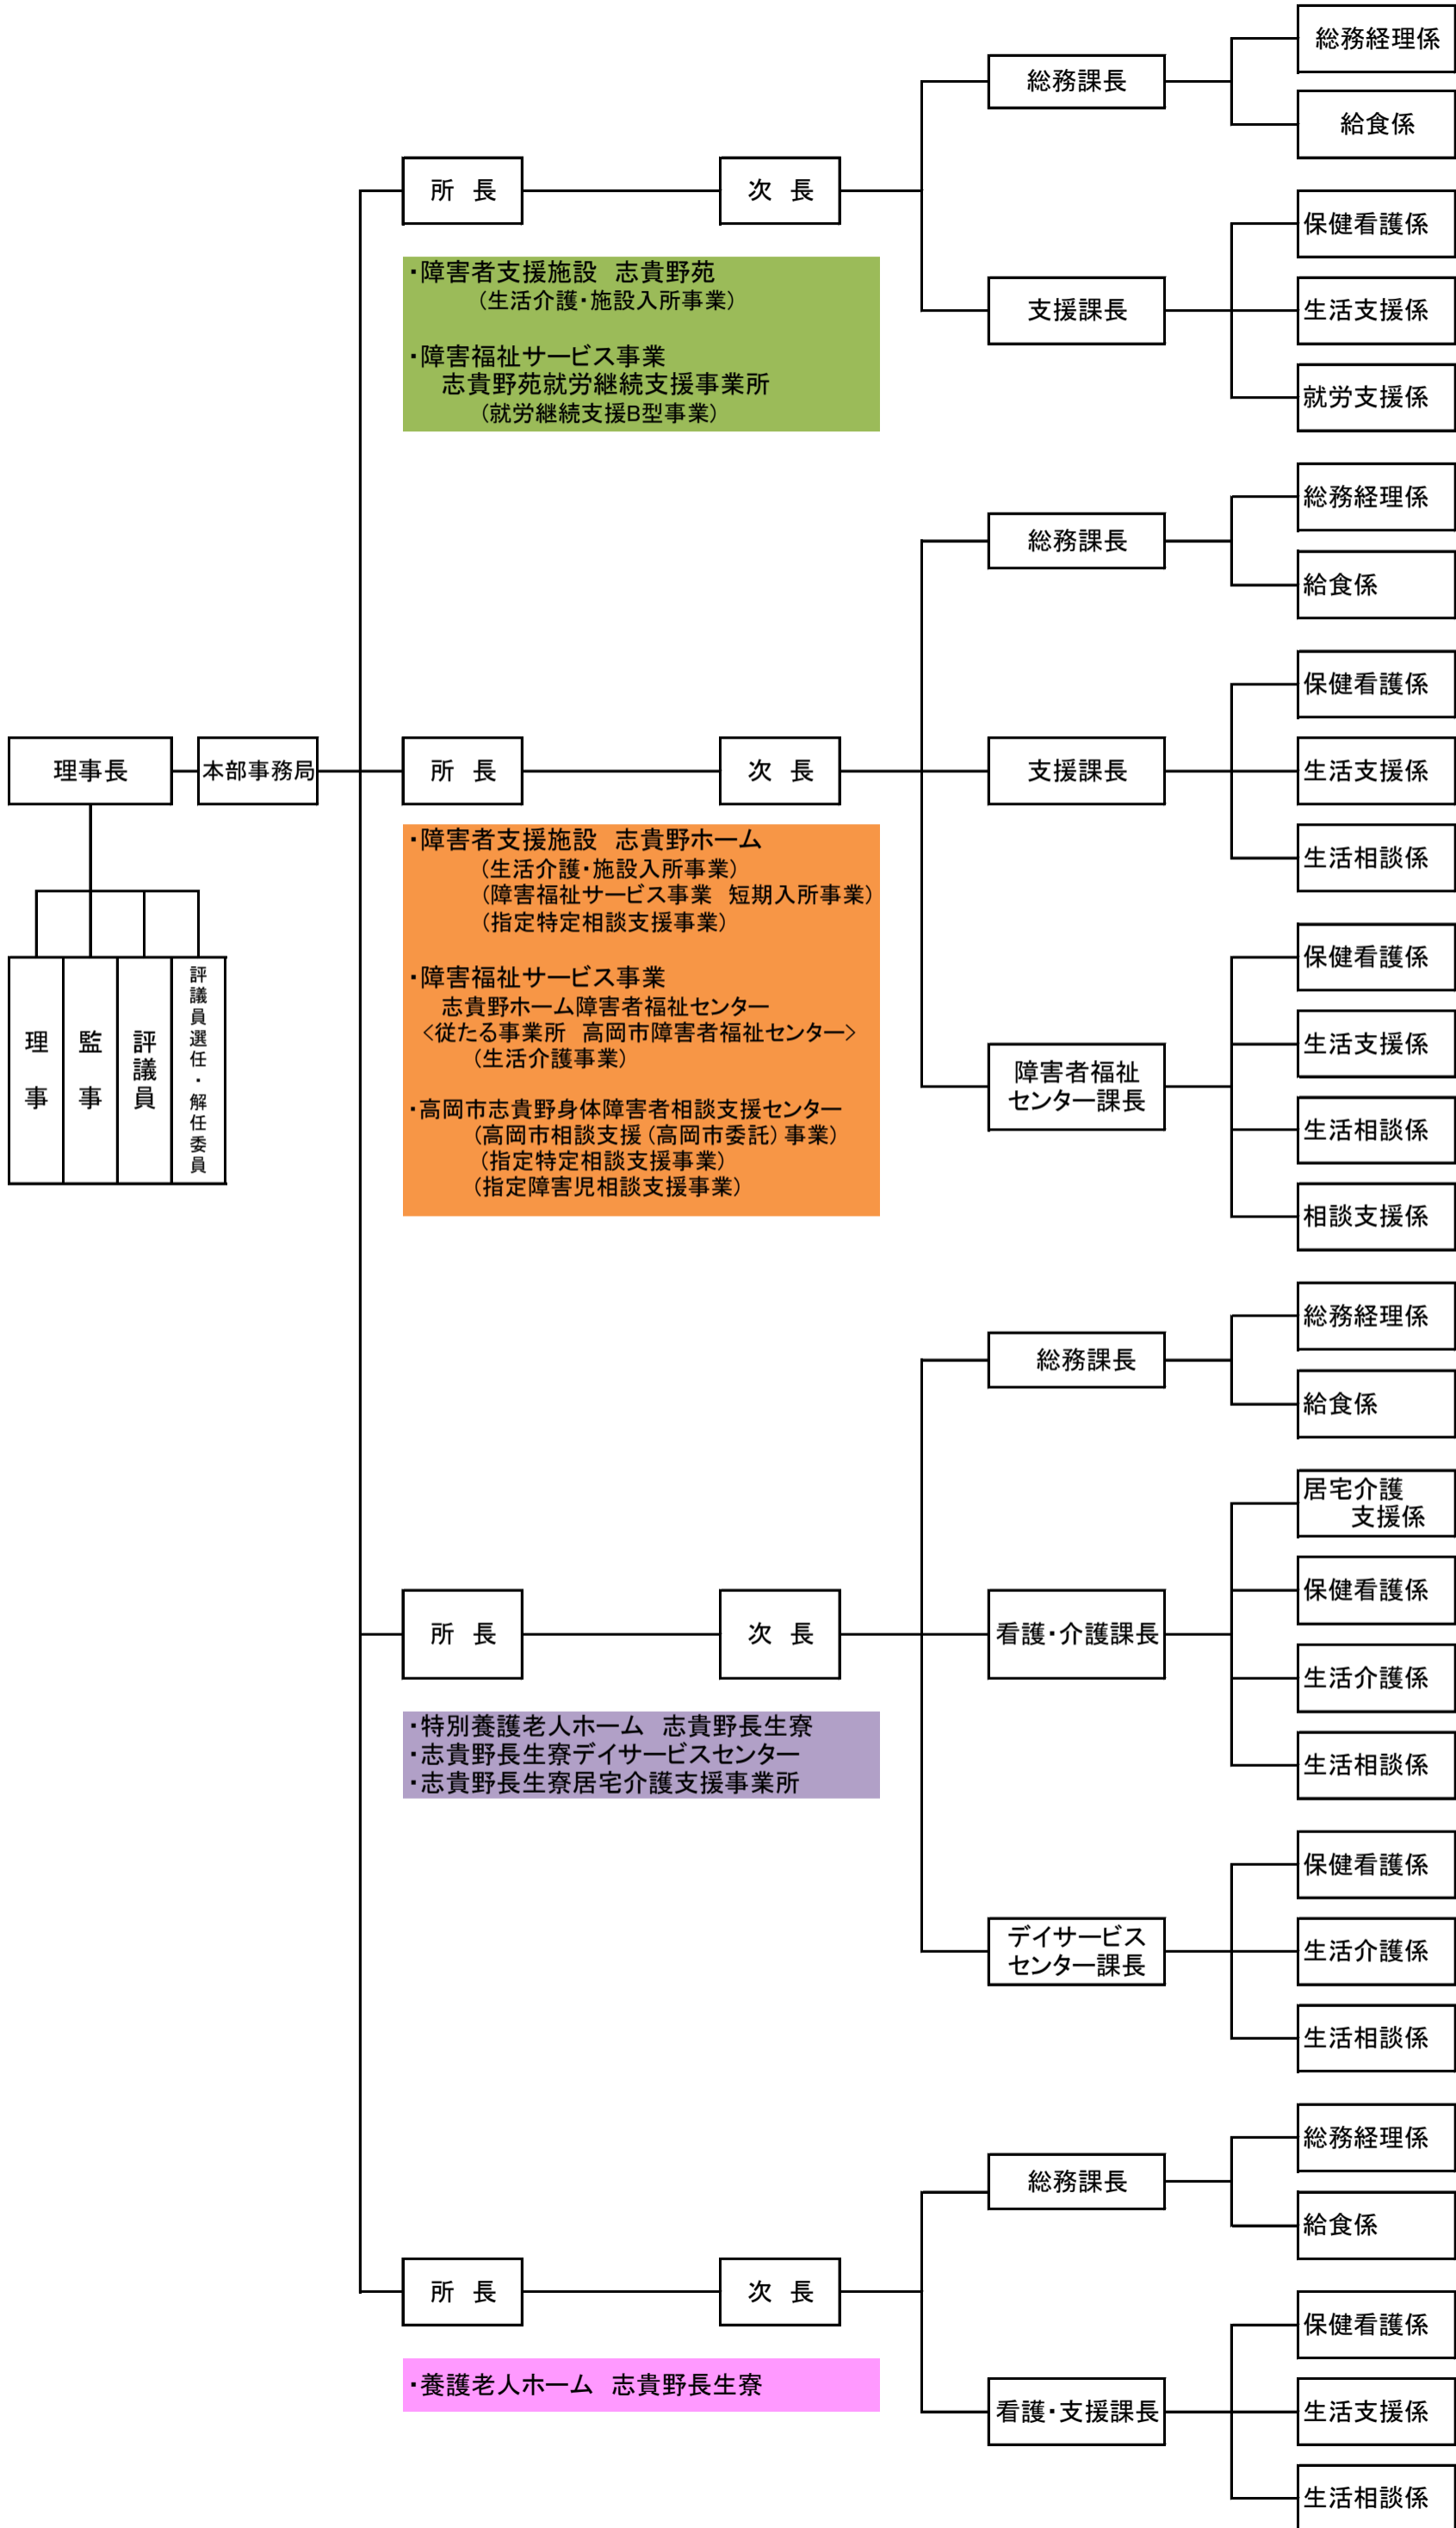 理事長
本部事務局
理事
監事
評議員
評議員選任・解任委員
所　長
次　長
・障害者支援施設　志貴野苑
（生活介護・施設入所事業）
・障害福祉サービス事業
志貴野苑就労継続支援事業所
（就労継続支援B型事業）
総務課長
総務経理係
給食係
支援課長
保健看護係
生活支援係
就労支援係
所　長
次　長
・障害者支援施設　志貴野ホーム
（生活介護・施設入所事業）
（障害福祉サービス事業　短期入所事業）
（指定特定相談支援事業）
・障害福祉サービス事業
志貴野ホーム障害者福祉センター
<従たる事業所　高岡市障害者福祉センター>
（生活介護事業）
・高岡市志貴野身体障害者相談支援センター
（高岡市相談支援（高岡市委託）事業）
（指定特定相談支援事業）
（指定障害児相談支援事業）
総務課長
総務経理係
給食係
支援課長
保健看護係
生活支援係
生活相談係
障害者福祉
センター課長
保健看護係
生活支援係
生活相談係
相談支援係
所　長
次　長
・特別養護老人ホーム　志貴野長生寮
・志貴野長生寮デイサービスセンター
・志貴野長生寮居宅介護支援事業所
総務課長
総務経理係
給食係
看護・介護課長
居宅介護
支援係
保健看護係
生活介護係
生活相談係
デイサービス
センター課長
保健看護係
生活介護係
生活相談係
所　長
次　長
・養護老人ホーム　志貴野長生寮
総務課長
総務経理係
給食係
看護・支援課長
保健看護係
生活支援係
生活相談係